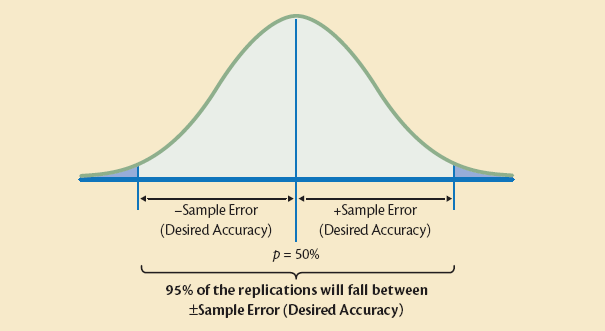 −Sample Error
(Desired Accuracy)
+Sample Error
(Desired Accuracy)
p = 50%
95% of the replications will fall between
±Sample Error (Desired Accuracy)